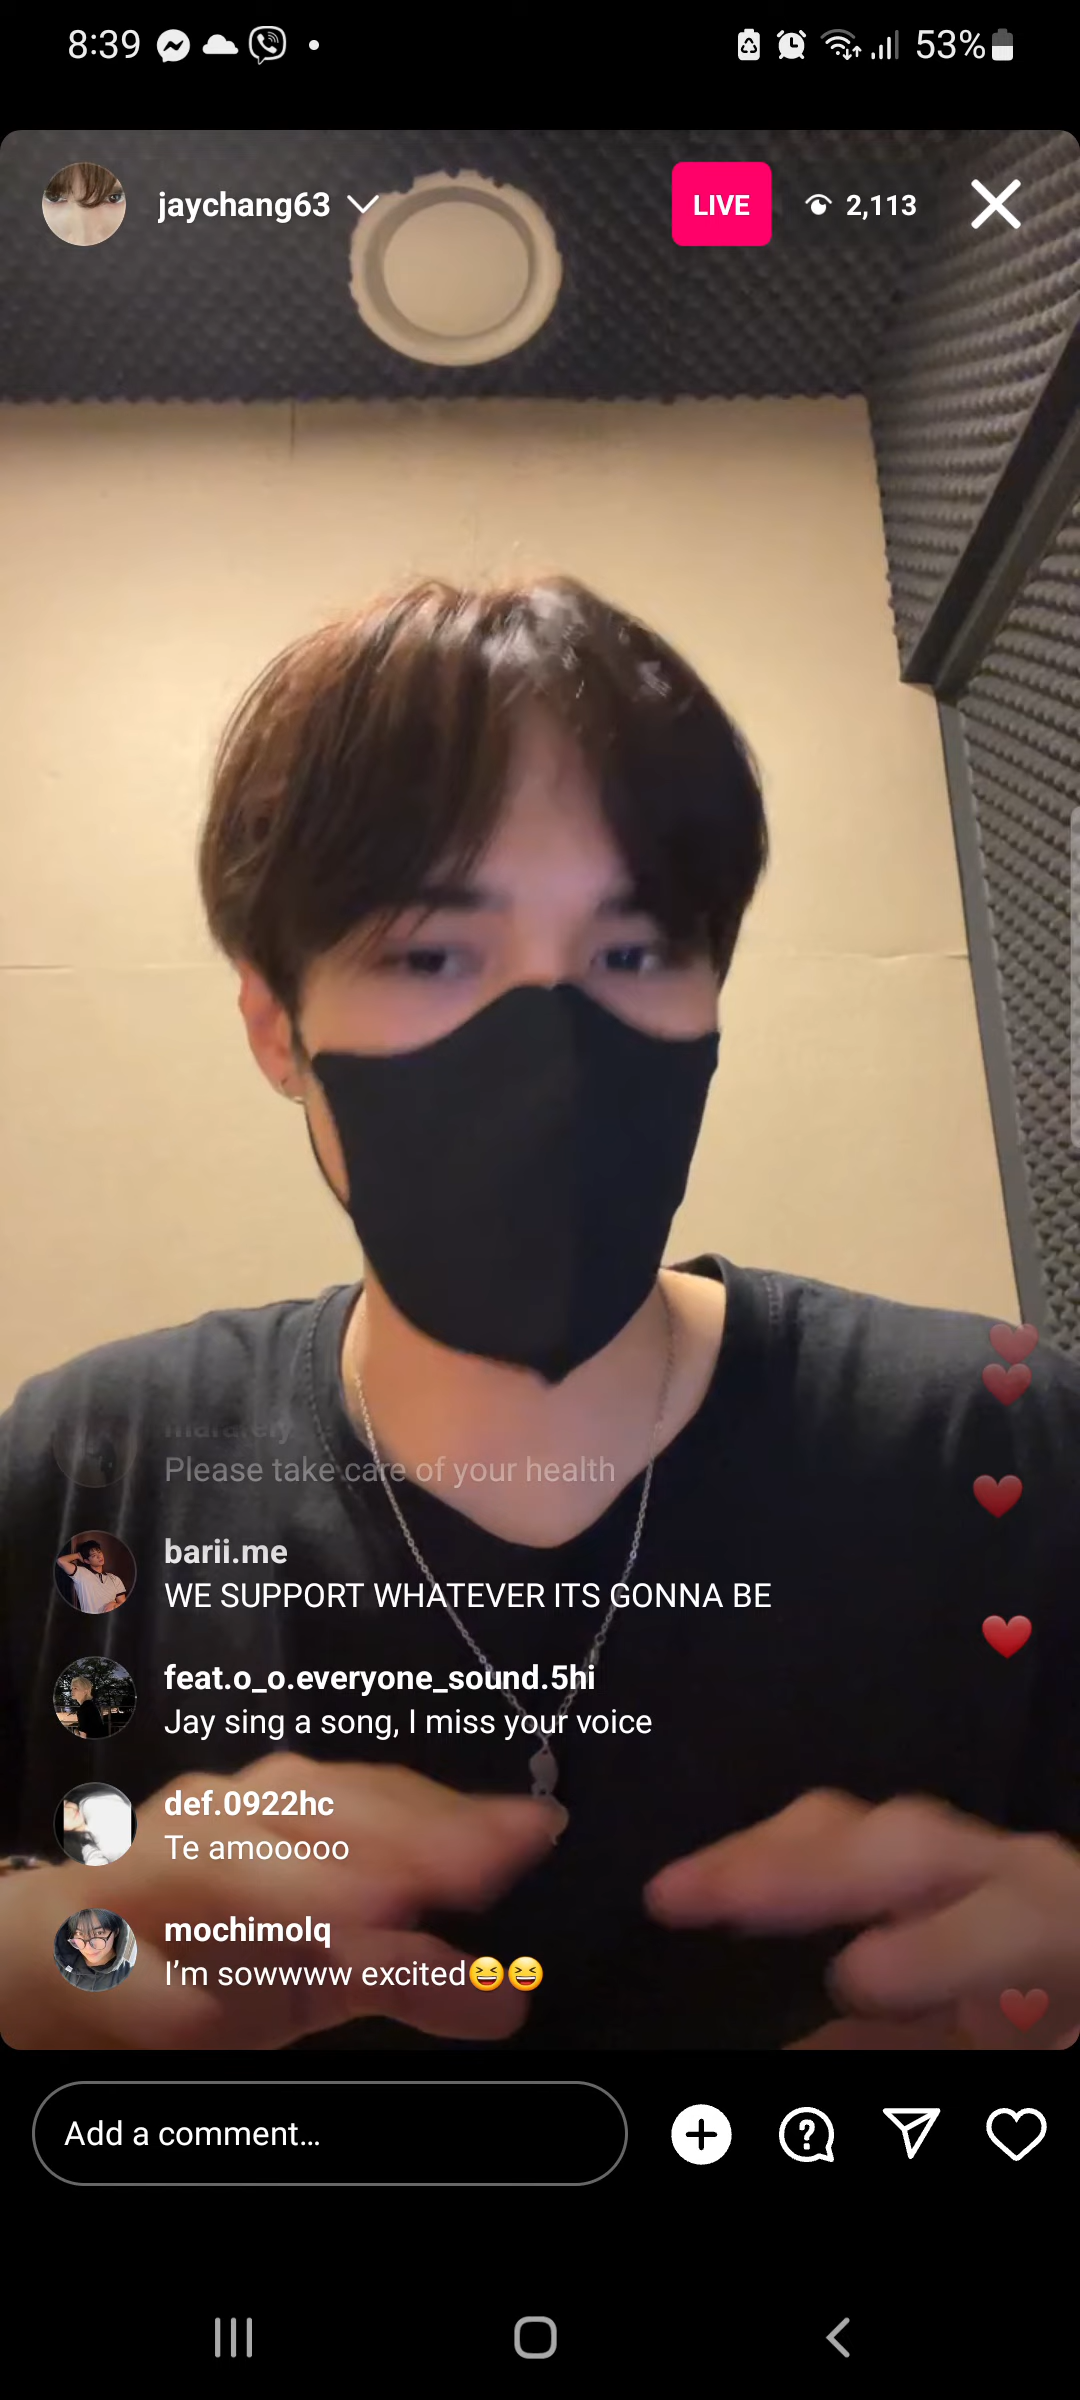 8:39
53%
jaychang63
LIVE
2,113
Please take care of your health
barii.me
WE SUPPORT WHATEVER ITS GONNA BE
feat.o_o.everyone_sound.5hi
Jay sing a song, I miss your voice
def.0922hc
Te amooooo
mochimolq
I’m sowwww excited😆😆
Add a comment…